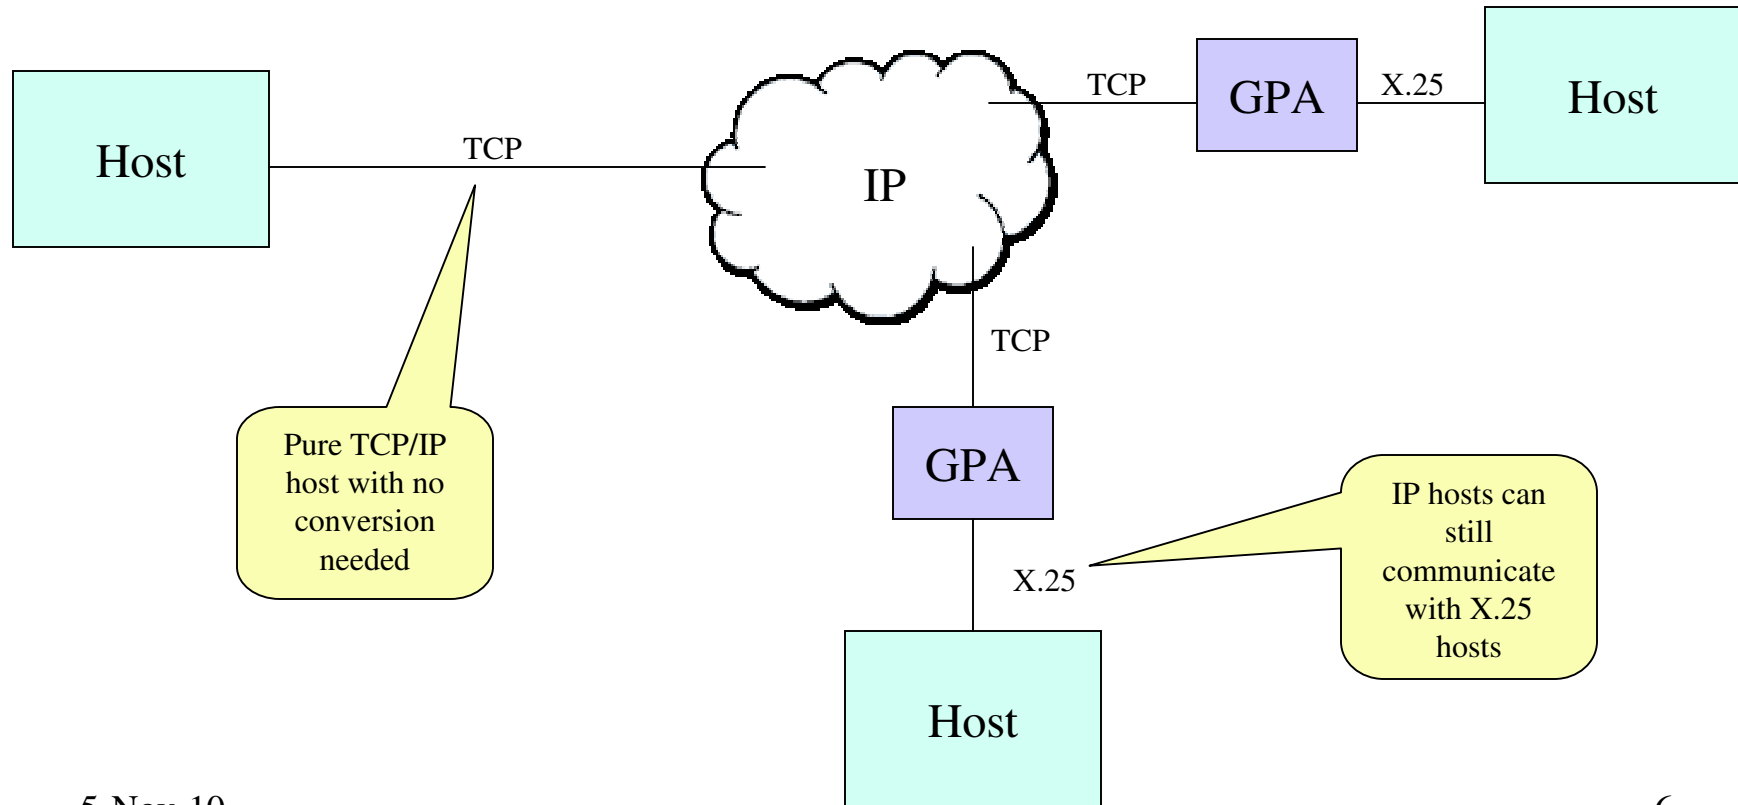 TCP
GPA
X.25
Host
Host
TCP
IP
TCP
Pure TCP/IP
host with no
conversion
needed
GPA
IP hosts can
still
communicate
with X.25
hosts
X.25
Host